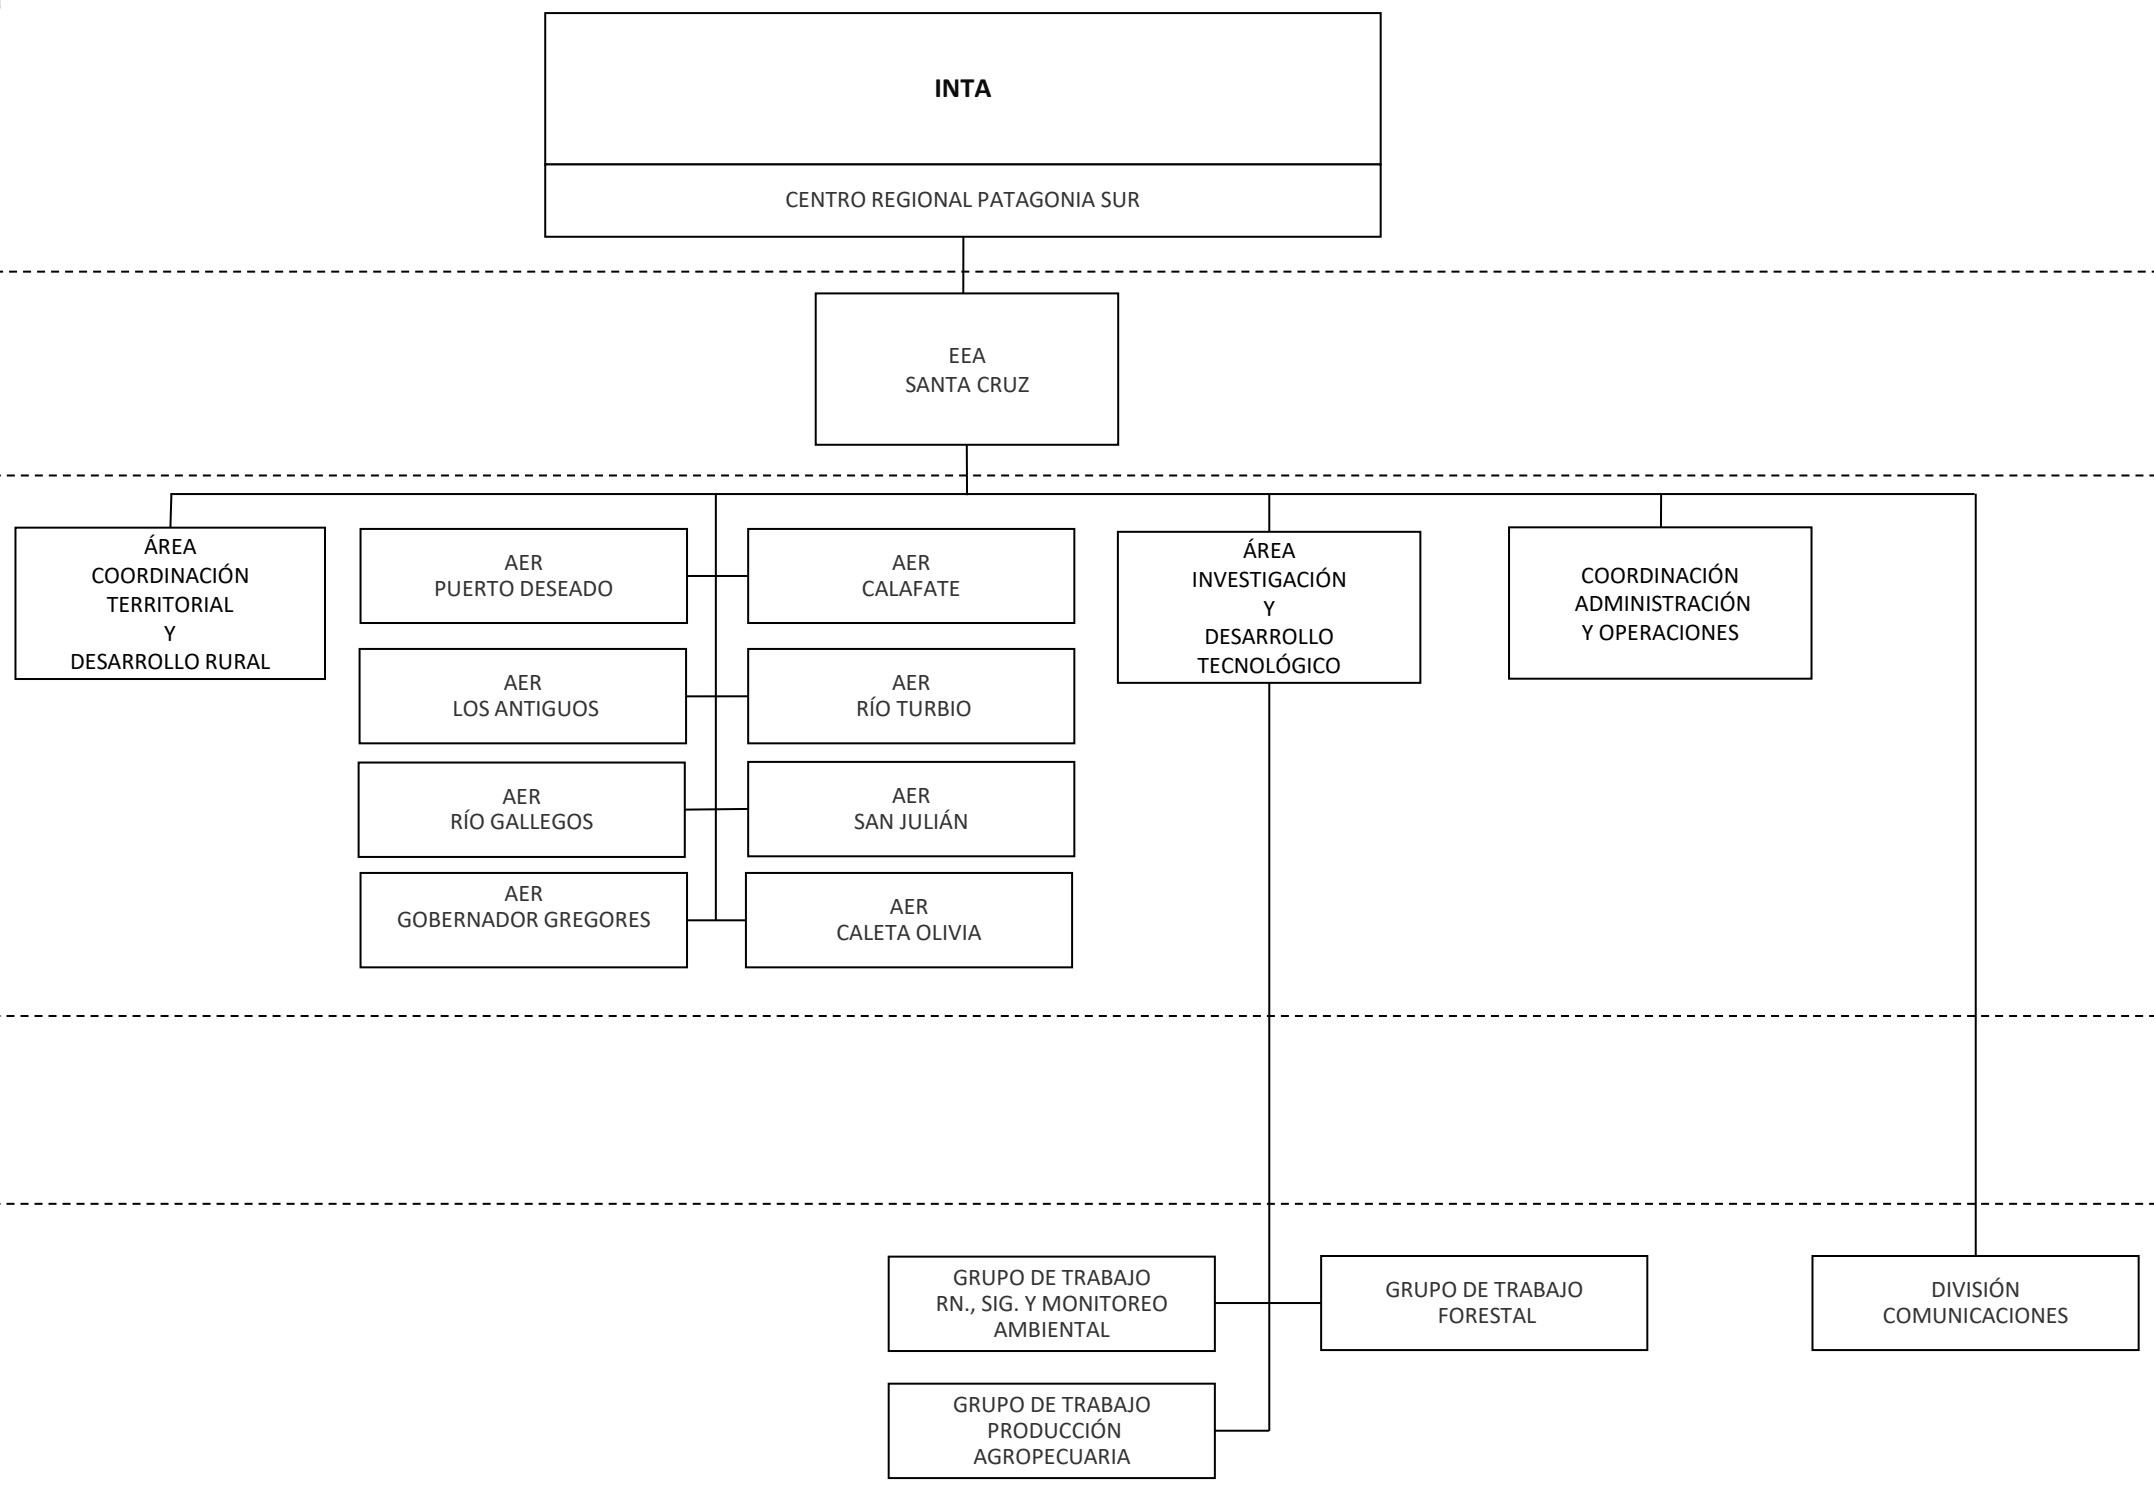 INTA
CENTRO REGIONAL PATAGONIA SUR
EEA
SANTA CRUZ
ÁREA
COORDINACIÓN
TERRITORIAL
Y
DESARROLLO RURAL
AER
PUERTO DESEADO
AER
CALAFATE
AER
LOS ANTIGUOS
AER
RÍO TURBIO
AER
RÍO GALLEGOS
AER
SAN JULIÁN
AER
GOBERNADOR GREGORES
AER
CALETA OLIVIA
ÁREA
INVESTIGACIÓN
Y
DESARROLLO
TECNOLÓGICO
COORDINACIÓN
ADMINISTRACIÓN
Y OPERACIONES
GRUPO DE TRABAJO
RN., SIG. Y MONITOREO
AMBIENTAL
GRUPO DE TRABAJO
FORESTAL
DIVISIÓN
COMUNICACIONES
GRUPO DE TRABAJO
PRODUCCIÓN
AGROPECUARIA